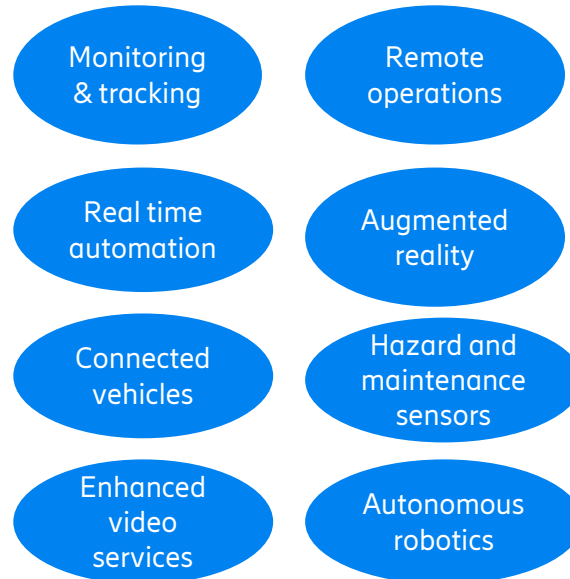 Monitoring
& tracking
Remote
operations
Real time
automation
Augmented
reality
Connected
vehicles
Hazard and
maintenance
sensors
Enhanced
video
services
Autonomous
robotics